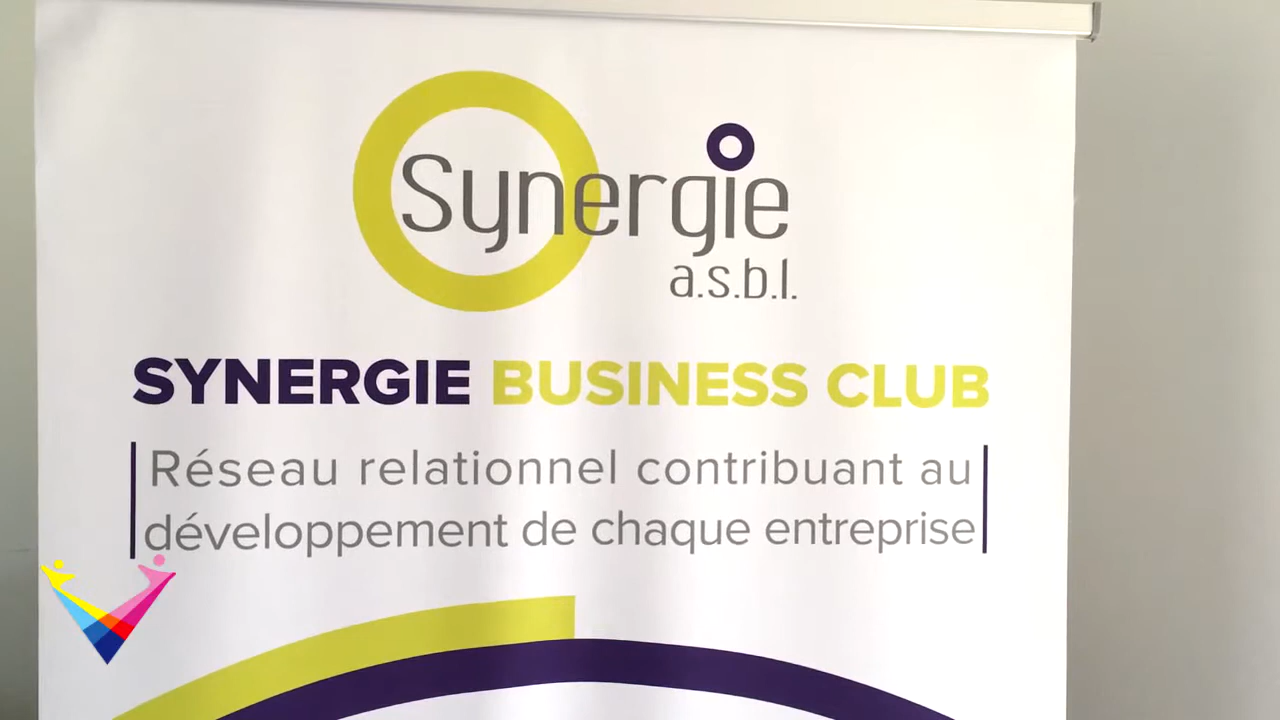 Synergie
a.s.b.l.
SYNERGIE BUSINESS CLUB
Réseau relationnel contribuant au
développement de chaque entreprise